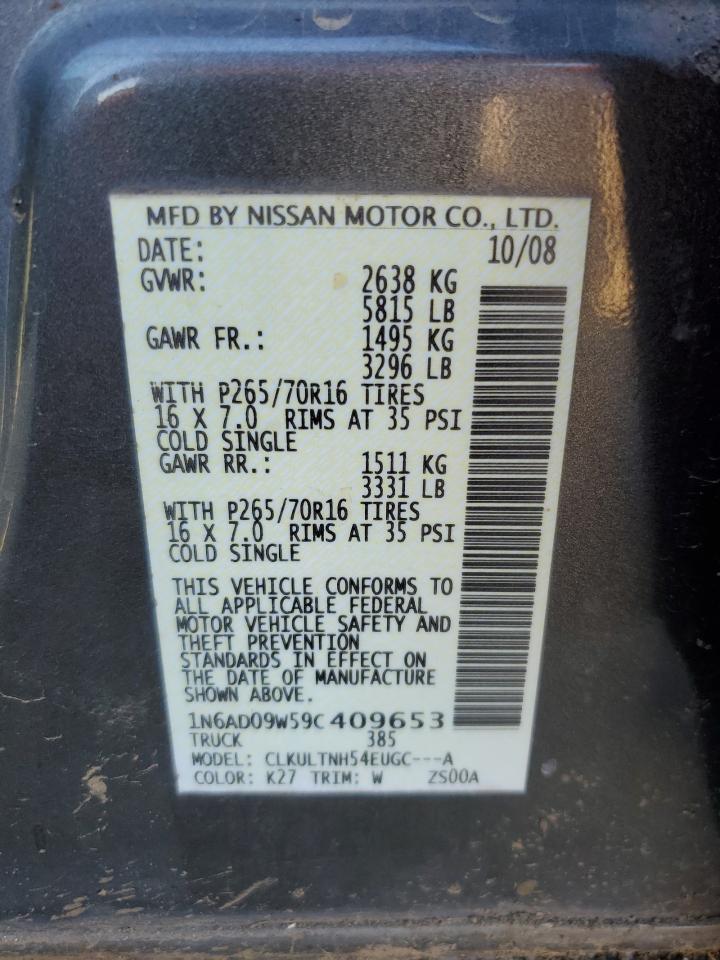 MFD BY NISSAN MOTOR CO., LTD.
DATE: 10/08
GVWR: 2638 KG
5815 LB
GAWR FR.: 1495 KG
3296 LB
WITH P265/70R16 TIRES
16 X 7.0 RIMS AT 35 PSI
COLD SINGLE
GAWR RR.: 1511 KG
3331 LB
WITH P265/70R16 TIRES
16 X 7.0 RIMS AT 35 PSI
COLD SINGLE
THIS VEHICLE CONFORMS TO
ALL APPLICABLE FEDERAL
MOTOR VEHICLE SAFETY AND
THEFT PREVENTION
STANDARDS IN EFFECT ON
THE DATE OF MANUFACTURE
SHOWN ABOVE.
1N6AD09W59C409653
TRUCK 385
MODEL: CLKULTNH54EUGC---A
COLOR: K27 TRIM: W ZS00A